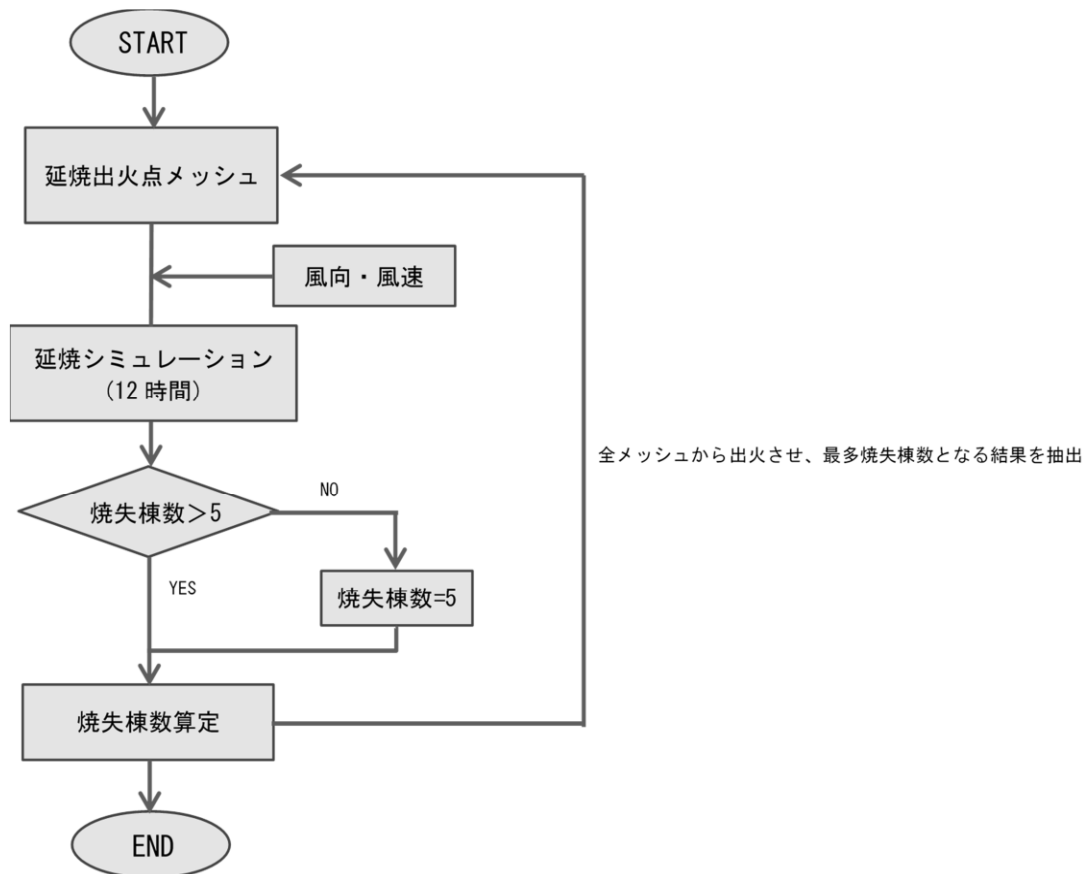 START
延焼出火点メッシュ
風向・風速
延焼シミュレーション
(12 時間)
全メッシュから出火させ、最多焼失棟数となる結果を抽出
焼失棟数＞5
NO
YES
焼失棟数=5
焼失棟数算定
END